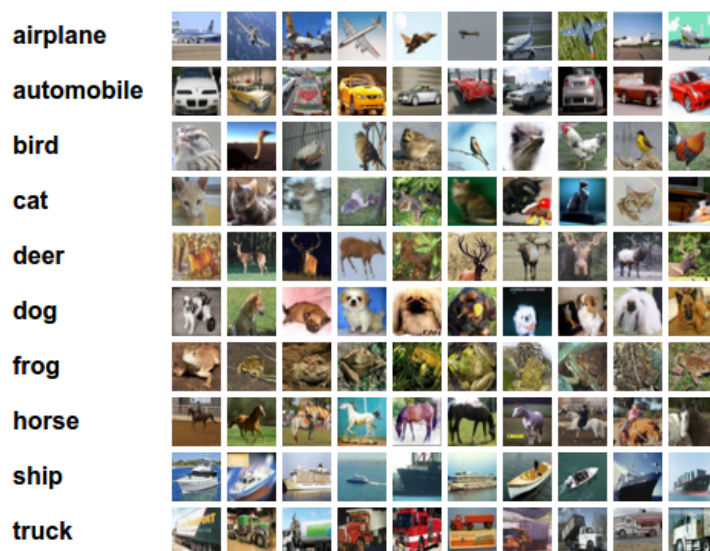 airplane
automobile
bird
cat
deer
dog
frog
horse
ship
truck